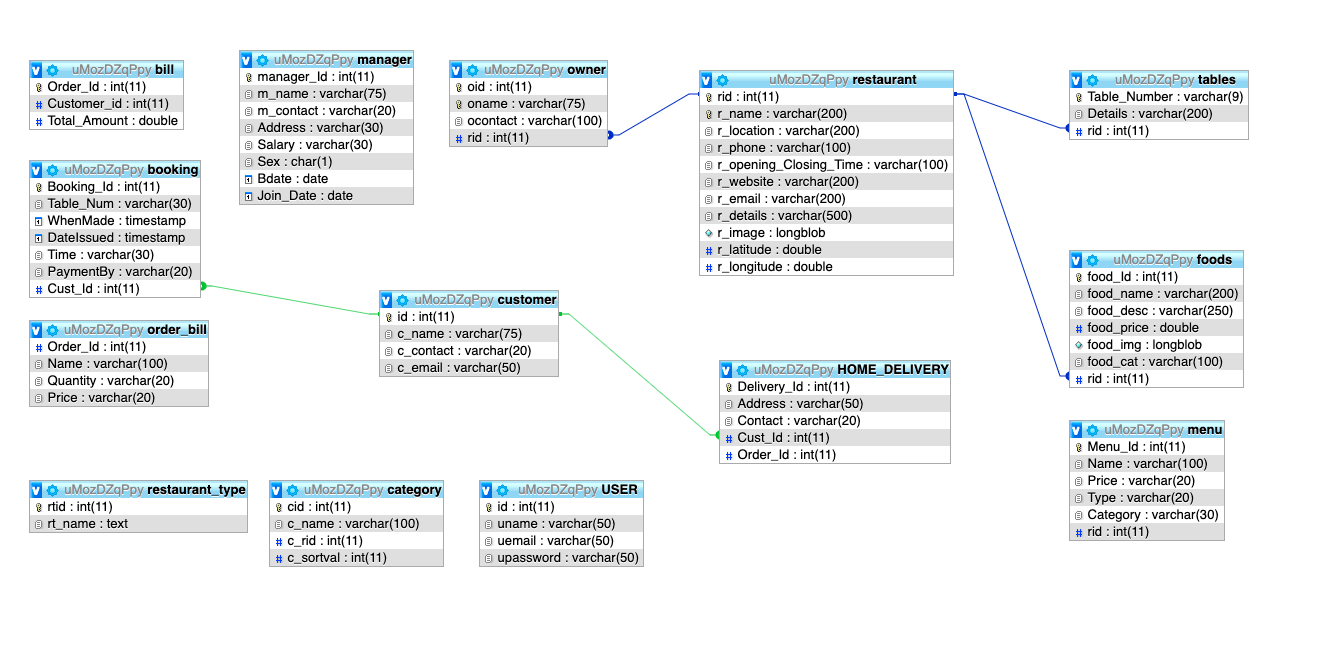 uMozDZqPpy bill
Order_Id : int(11)
Customer_id : int(11)
Total_Amount : double
uMozDZqPpy manager
manager_Id : int(11)
m_name : varchar(75)
m_contact : varchar(20)
Address : varchar(30)
Salary : varchar(30)
Sex : char(1)
Bdate : date
Join_Date : date
uMozDZqPpy owner
oid : int(11)
oname : varchar(75)
ocontact : varchar(100)
rid : int(11)
uMozDZqPpy restaurant
rid : int(11)
r_name : varchar(200)
r_location : varchar(200)
r_phone : varchar(100)
r_opening_Closing_Time : varchar(100)
r_website : varchar(200)
r_email : varchar(200)
r_details : varchar(500)
r_image : longblob
r_latitude : double
r_longitude : double
uMozDZqPpy tables
Table_Number : varchar(9)
Details : varchar(200)
rid : int(11)
uMozDZqPpy booking
Booking_Id : int(11)
Table_Num : varchar(30)
WhenMade : timestamp
DateIssued : timestamp
Time : varchar(30)
PaymentBy : varchar(20)
Cust_Id : int(11)
uMozDZqPpy foods
food_Id : int(11)
food_name : varchar(200)
food_desc : varchar(250)
food_price : double
food_img : longblob
food_cat : varchar(100)
rid : int(11)
uMozDZqPpy customer
id : int(11)
c_name : varchar(75)
c_contact : varchar(20)
c_email : varchar(50)
uMozDZqPpy order_bill
Order_Id : int(11)
Name : varchar(100)
Quantity : varchar(20)
Price : varchar(20)
uMozDZqPpy HOME_DELIVERY
Delivery_Id : int(11)
Address : varchar(50)
Contact : varchar(20)
Cust_Id : int(11)
Order_Id : int(11)
uMozDZqPpy menu
Menu_Id : int(11)
Name : varchar(100)
Price : varchar(20)
Type : varchar(20)
Category : varchar(30)
rid : int(11)
uMozDZqPpy restaurant_type
rtid : int(11)
rt_name : text
uMozDZqPpy category
cid : int(11)
c_name : varchar(100)
c_rid : int(11)
c_sortval : int(11)
uMozDZqPpy USER
id : int(11)
uname : varchar(50)
uemail : varchar(50)
upassword : varchar(50)